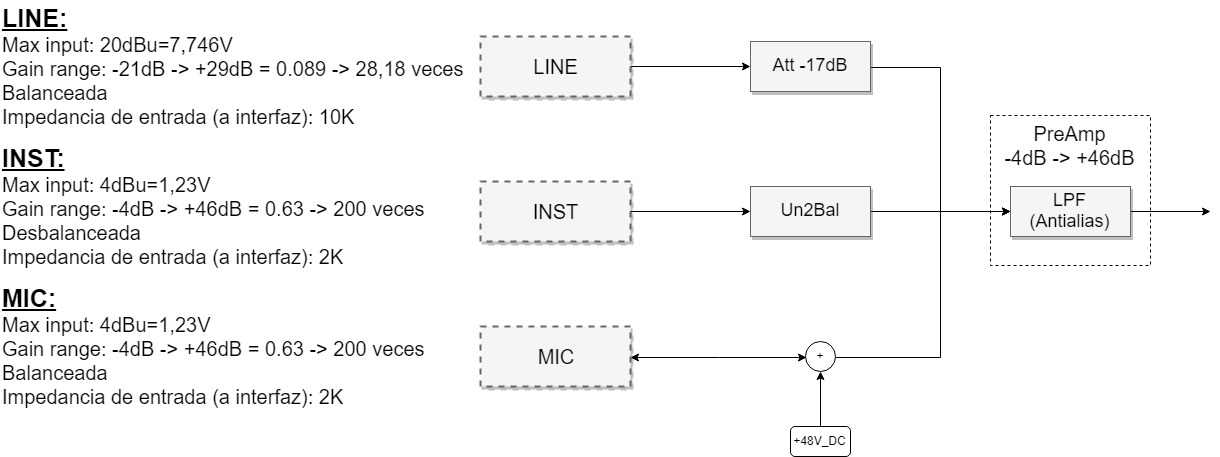 LINE:
Max input: 20dBu=7,746V
Gain range: -21dB -> +29dB = 0.089 -> 28,18 veces
Balanceada
Impedancia de entrada (a interfaz): 10K
INST:
Max input: 4dBu=1,23V
Gain range: -4dB -> +46dB = 0.63 -> 200 veces
Desbalanceada
Impedancia de entrada (a interfaz): 2K
MIC:
Max input: 4dBu=1,23V
Gain range: -4dB -> +46dB = 0.63 -> 200 veces
Balanceada
Impedancia de entrada (a interfaz): 2K
LINE
Att -17dB
INST
Un2Bal
MIC
+
+48V_DC
PreAmp
-4dB -> +46dB
LPF
(Antialias)